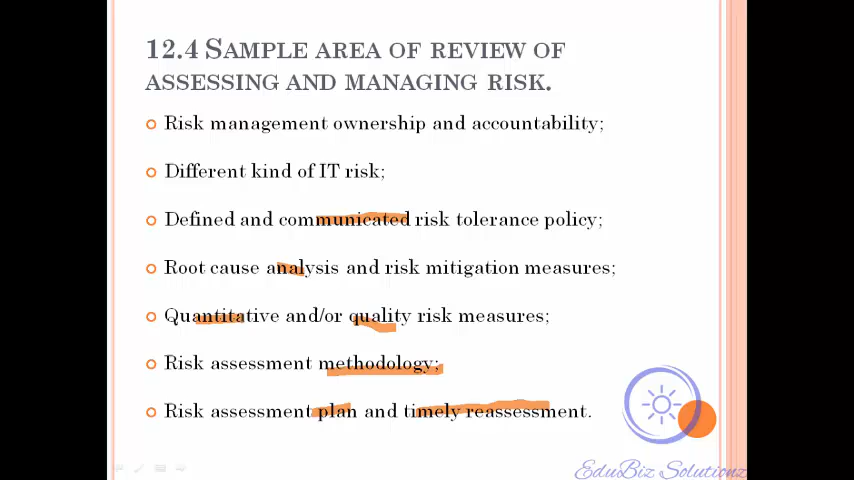 12.4 SAMPLE AREA OF REVIEW OF
ASSESSING AND MANAGING RISK.
Risk management ownership and accountability;
Different kind of IT risk;
Defined and communicated risk tolerance policy;
Root cause analysis and risk mitigation measures;
Quantitative and/or quality risk measures;
Risk assessment methodology;
Risk assessment plan and timely reassessment.
EduBiz Solutionz